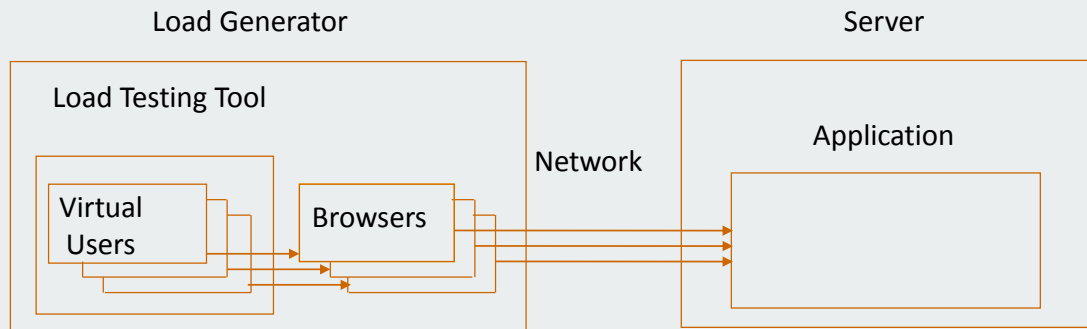 Load Generator
Server
Load Testing Tool
Application
Network
Virtual
Users
Browsers